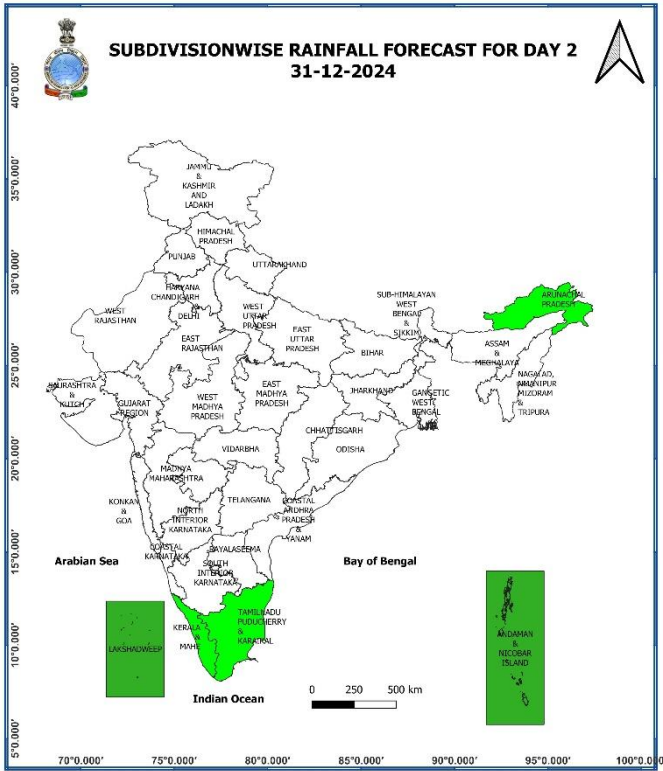 SUBDIVISIONWISE RAINFALL FORECAST FOR DAY 2
31-12-2024
40°0.000'
35°0.000'
30°0.000'
25°0.000'
20°0.000'
15°0.000'
10°0.000'
5°0.000'
JAMMU
&
KASHMIR
AND
LADAKH
HIMACHAL
PRADESH
PUNJAB
UTTARAKHAND
HARYANA
CHANDIGARH
&
DELHI
WEST
RAJASTHAN
WEST
UTTAR
PRADESH
EAST
RAJASTHAN
EAST
UTTAR
PRADESH
SUB-HIMALAYAN
WEST
BENGAL
&
SIKKIM
ARUNACHAL
PRADESH
ASSAM
&
MEGHALAYA
BIHAR
NAGALAD,
MANIPUR
MIZORAM
&
TRIPURA
SAURASHTRA
&
KUTCH
GUJARAT
REGION
WEST
MADHYA
PRADESH
EAST
MADHYA
PRADESH
JHARKHAND
GANGETIC
WEST
BENGAL
CHHATTISGARH
ODISHA
VIDARBHA
MADHYA
MAHARASHTRA
TELANGANA
COASTAL
ANDHRA
PRADESH
&
YANAM
KONKAN
&
GOA
NORTH
INTERIOR
KARNATAKA
COASTAL
KARNATAKA
RAYALASEEMA
SOUTH
INTERIOR
KARNATAKA
Arabian Sea
Bay of Bengal
TAMILNADU
PUDUCHERRY
&
KARAIKAL
KERALA
&
MAHE
LAKSHADWEEP
ANDAMAN
&
NICOBAR
ISLAND
Indian Ocean
0 250 500 km
70°0.000' 75°0.000' 80°0.000' 85°0.000' 90°0.000' 95°0.000' 100°0.000'